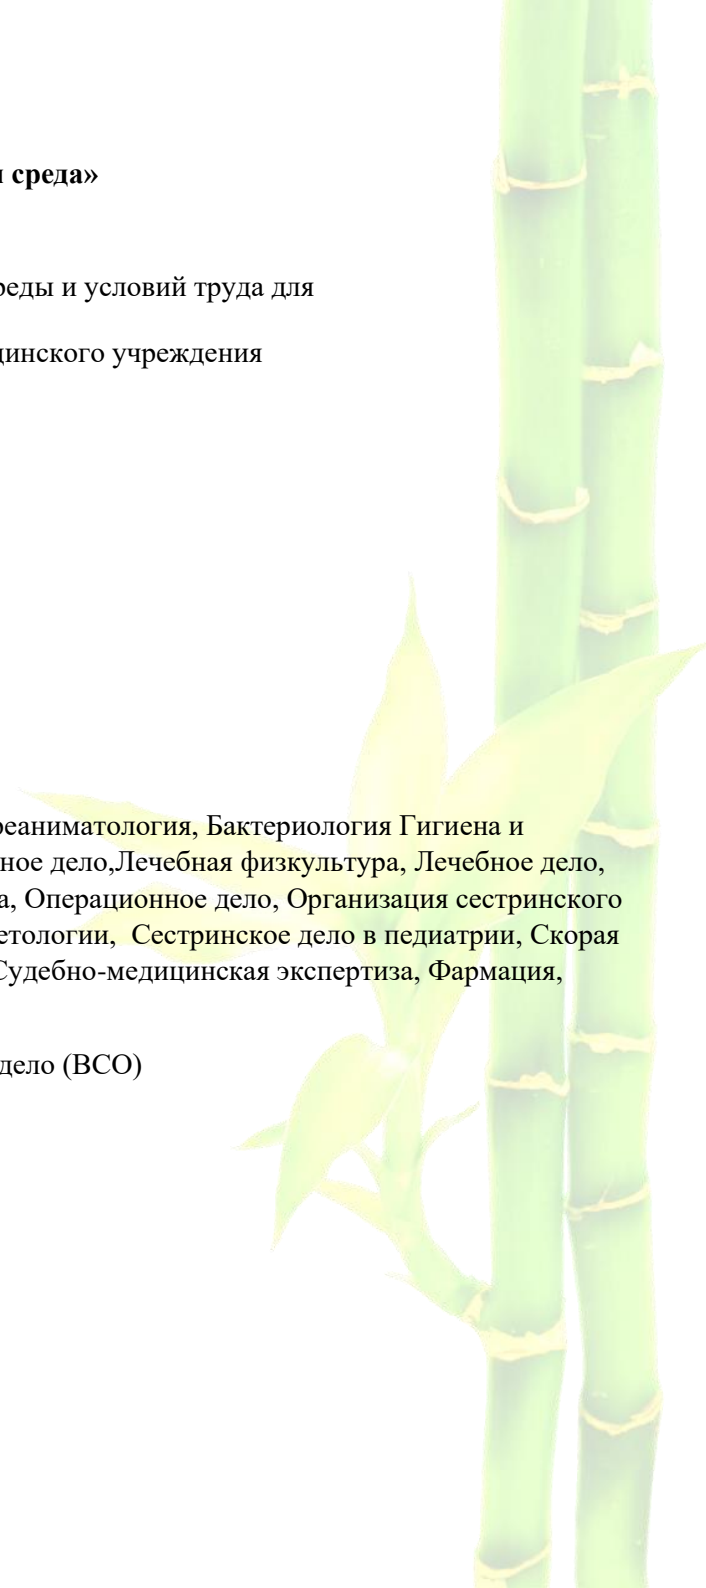 среда»
реды и условий труда для
цинского учреждения
реаниматология, Бактериология Гигиена и
ное дело,Лечебная физкультура, Лечебное дело,
а, Операционное дело, Организация сестринского
етологии, Сестринское дело в педиатрии, Скорая
Судебно-медицинская экспертиза, Фармация,
дело (ВСО)